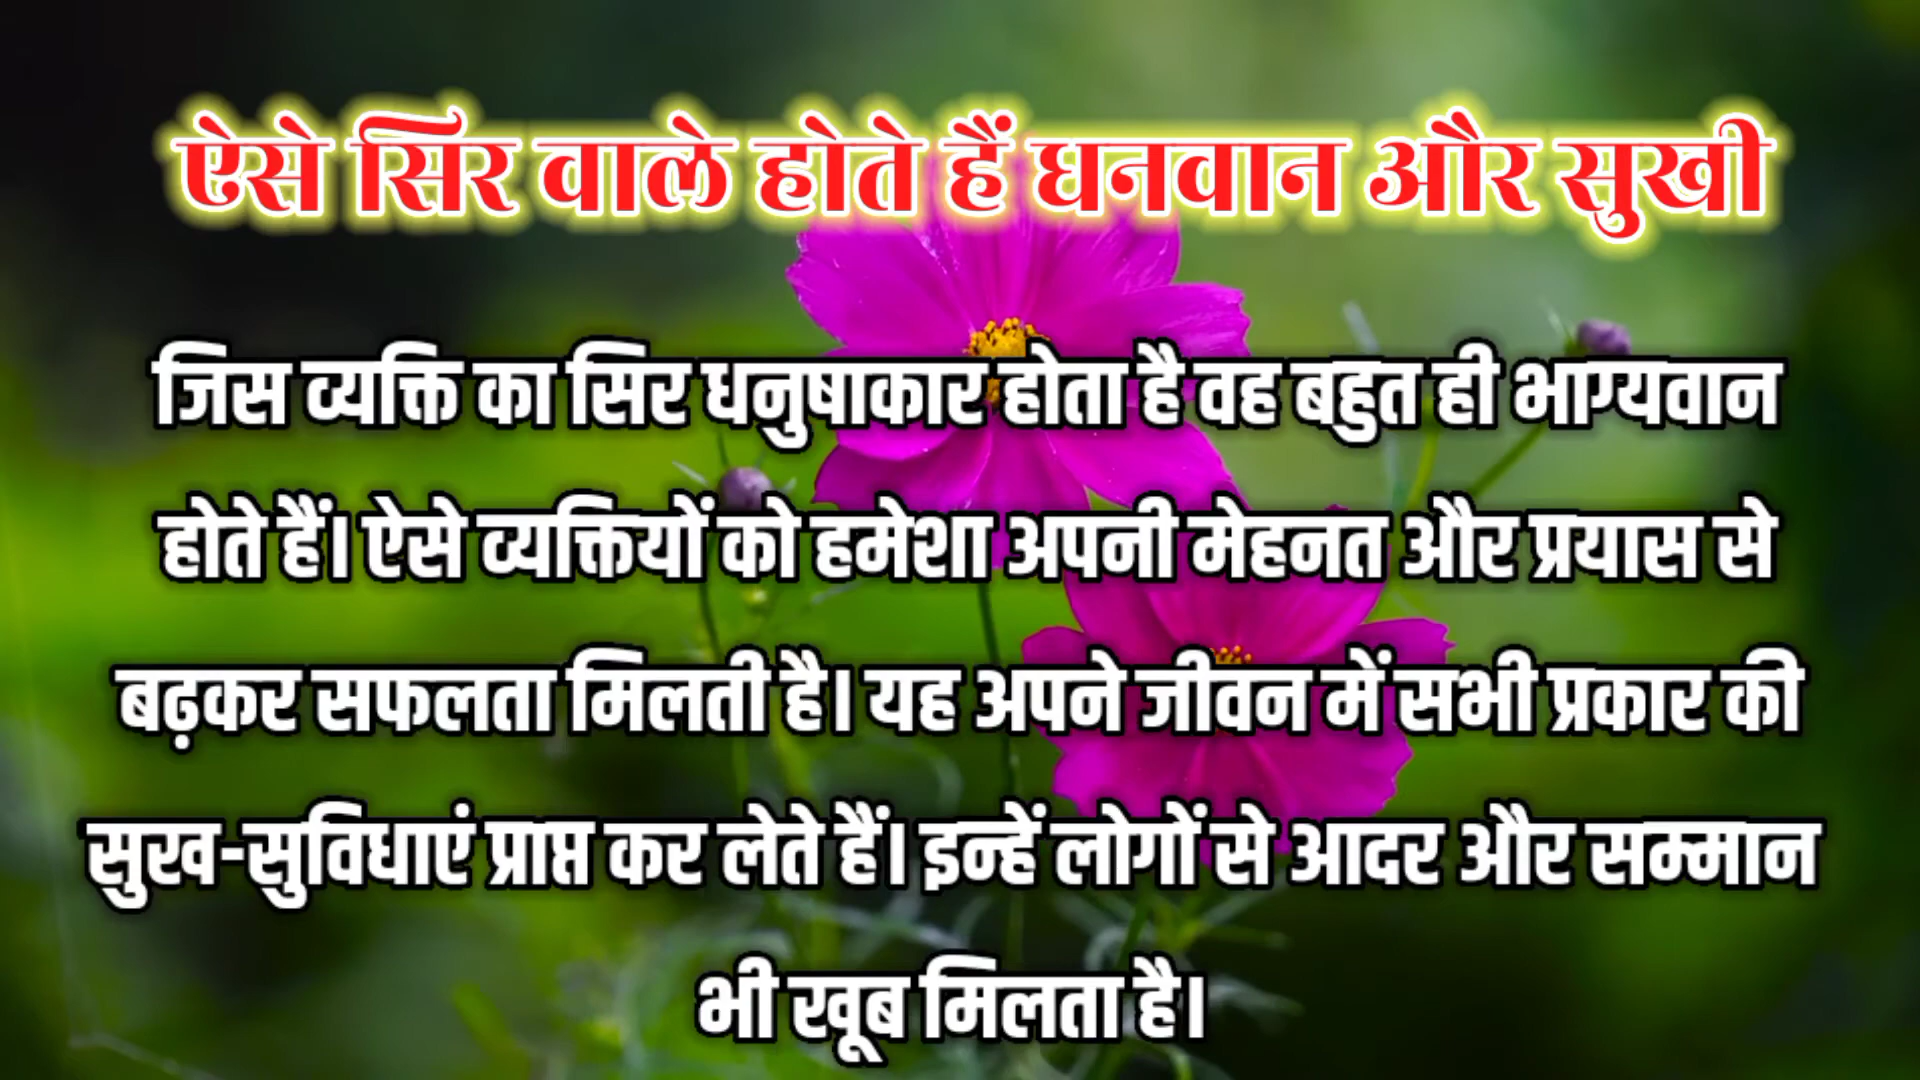 ऐसे सिर वाले होते हैं धनवान और सुखी
जिस व्यक्ति का सिर धनुषाकार होता है वह बहुत ही भाग्यवान
होते हैं। ऐसे व्यक्तियों को हमेशा अपनी मेहनत और प्रयास से
बढ़कर सफलता मिलती है। यह अपने जीवन में सभी प्रकार की
सुख-सुविधाएं प्राप्त कर लेते हैं। इन्हें लोगों से आदर और सम्मान
भी खूब मिलता है।